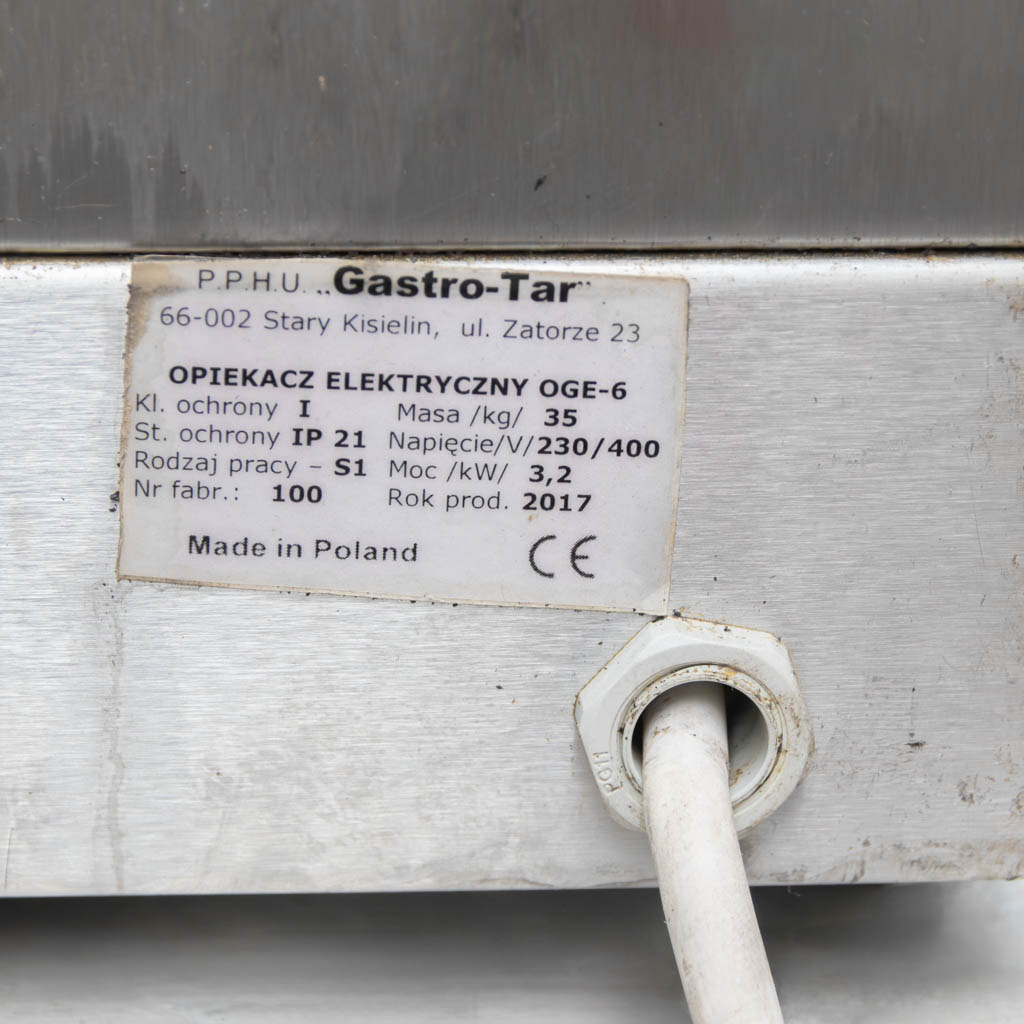 P.P.H.U. „Gastro-Tar"
66-002 Stary Kisielin, ul. Zatorze 23
OPIEKACZ ELEKTRYCZNY OGE-6
Kl. ochrony I Masa /kg/ 35
St. ochrony IP 21 Napięcie/V/230/400
Rodzaj pracy – S1 Moc /kW/ 3,2
Nr fabr.: 100 Rok prod. 2017
Made in Poland CE
PG11